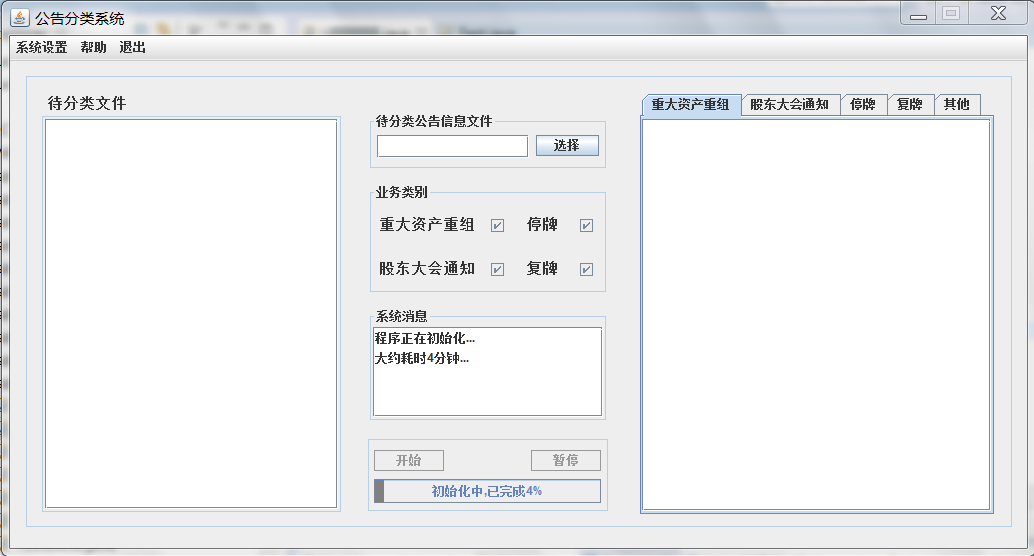 公告分类系统
系统设置 帮助 退出
待分类文件
待分类公告信息文件
选择
业务类别
重大资产重组 停牌
股东大会通知 复牌
系统消息
程序正在初始化...
大约耗时4分钟...
开始 暂停
初始化中,已完成4%
重大资产重组 股东大会通知 停牌 复牌 其他